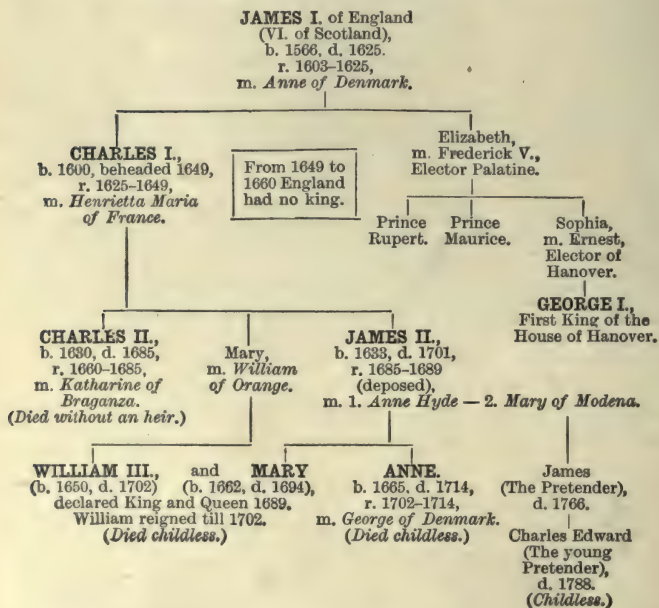 JAMES I. of England
(VI. of Scotland),
b. 1566, d. 1625.
r. 1603–1625,
m. Anne of Denmark.
CHARLES I.,
b. 1600, beheaded 1649,
r. 1625–1649,
m. Henrietta Maria
of France.
From 1649 to
1660 England
had no king.
Elizabeth,
m. Frederick V.,
Elector Palatine.
Prince
Rupert.
Prince
Maurice.
Sophia,
m. Ernest,
Elector of
Hanover.
GEORGE I.,
First King of the
House of Hanover.
CHARLES II.,
b. 1630, d. 1685,
r. 1660–1685,
m. Katharine of
Braganza.
(Died without an heir.)
Mary,
m. William
of Orange.
JAMES II.,
b. 1633, d. 1701,
r. 1685–1689
(deposed),
m. 1. Anne Hyde — 2. Mary of Modena.
WILLIAM III., and MARY
(b. 1650, d. 1702) (b. 1662, d. 1694),
declared King and Queen 1689.
William reigned till 1702.
(Died childless.)
ANNE.
b. 1665, d. 1714,
r. 1702–1714,
m. George of Denmark.
(Died childless.)
James
(The Pretender),
d. 1766.
Charles Edward
(The young
Pretender),
d. 1788.
(Childless.)